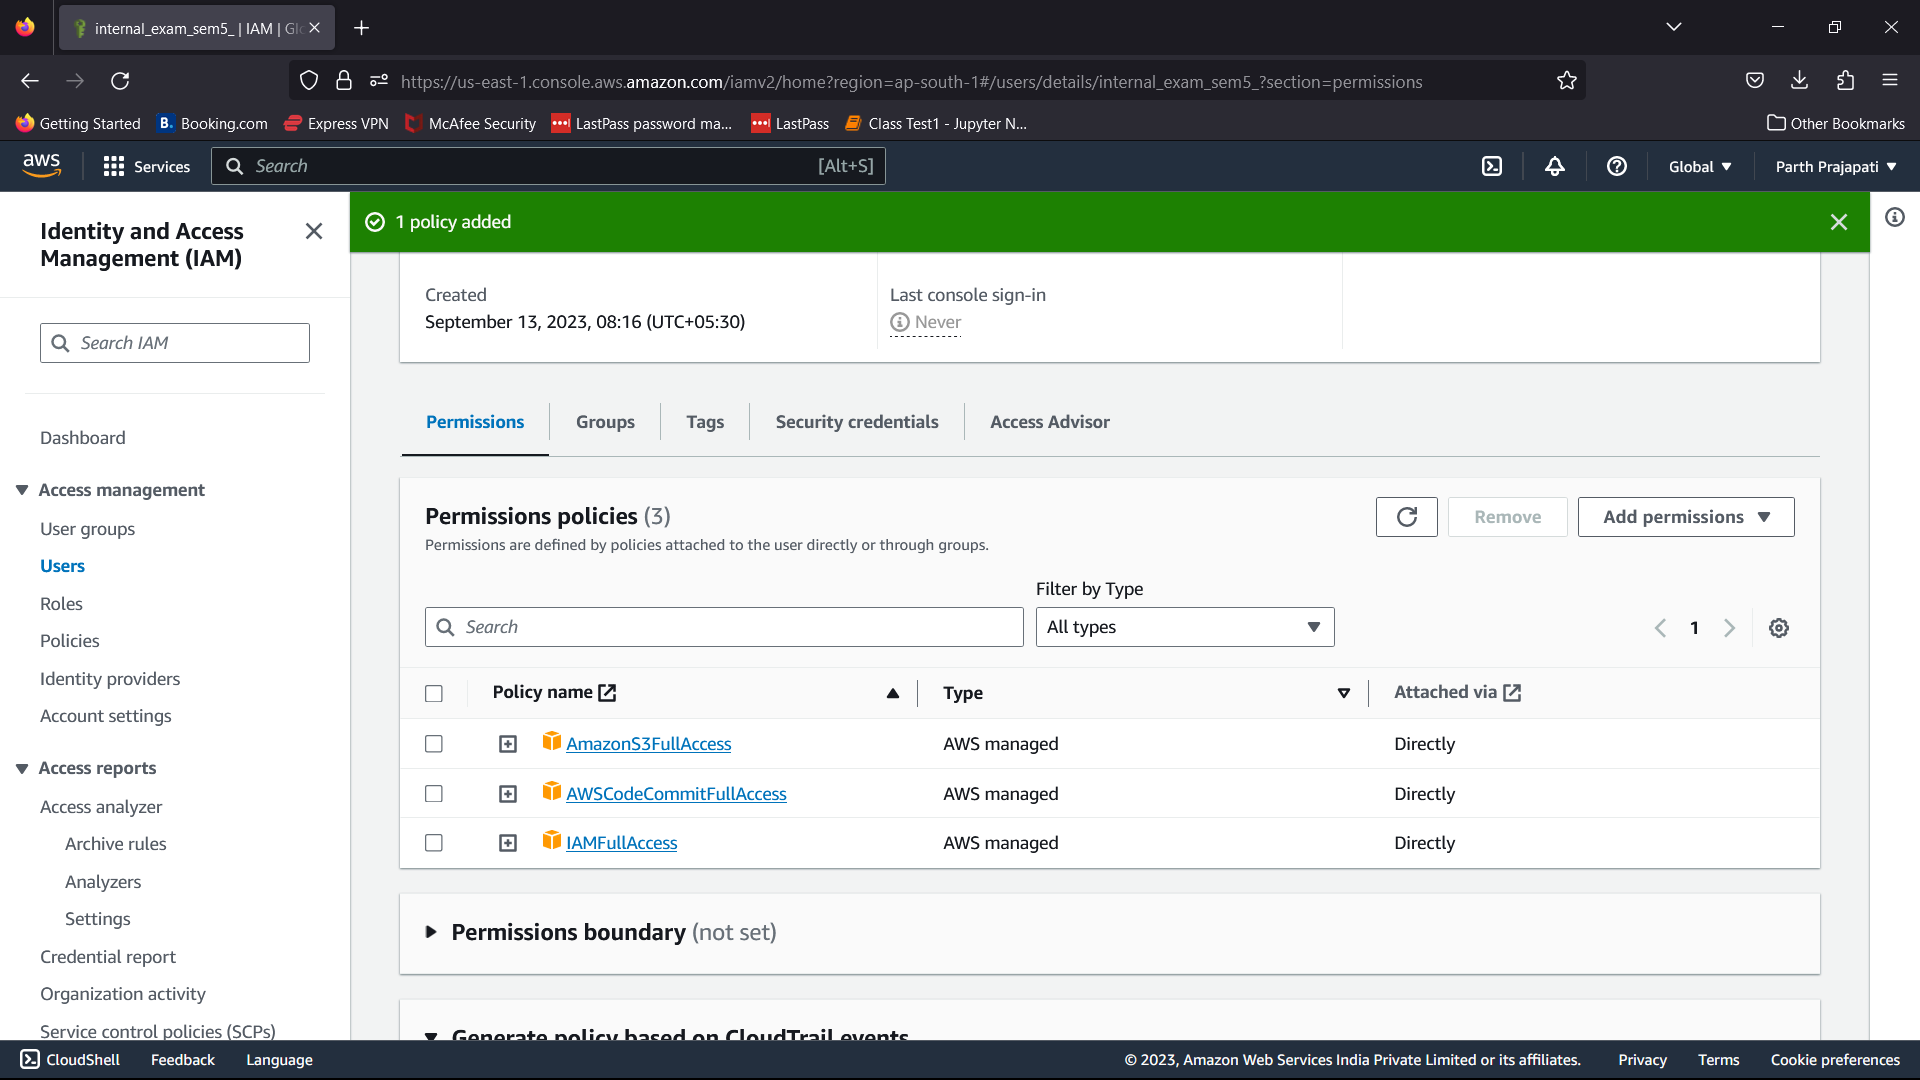 internal_exam_sem5_ | IAM | Glo
https://us-east-1.console.aws.amazon.com/iamv2/home?region=ap-south-1#/users/details/internal_exam_sem5_?section=permissions
Getting Started
B. Booking.com
Express VPN
McAfee Security
LastPass password ma...
LastPass
Class Test1 - Jupyter N...
Other Bookmarks
aws
Services
Search
[Alt+S]
Global
Parth Prajapati
Identity and Access
Management (IAM)
Search IAM
Dashboard
Access management
User groups
Users
Roles
Policies
Identity providers
Account settings
Access reports
Access analyzer
Archive rules
Analyzers
Settings
Credential report
Organization activity
Service control policies (SCPs)
1 policy added
Created
September 13, 2023, 08:16 (UTC+05:30)
Last console sign-in
Never
Permissions
Groups
Tags
Security credentials
Access Advisor
Permissions policies (3)
Permissions are defined by policies attached to the user directly or through groups.
Remove
Add permissions
Filter by Type
Search
All types
1
Policy name
Type
Attached via
AmazonS3FullAccess
AWS managed
Directly
AWSCodeCommitFullAccess
AWS managed
Directly
IAMFullAccess
AWS managed
Directly
Permissions boundary (not set)
Generate policy based on CloudTrail events
CloudShell
Feedback
Language
© 2023, Amazon Web Services India Private Limited or its affiliates.
Privacy
Terms
Cookie preferences